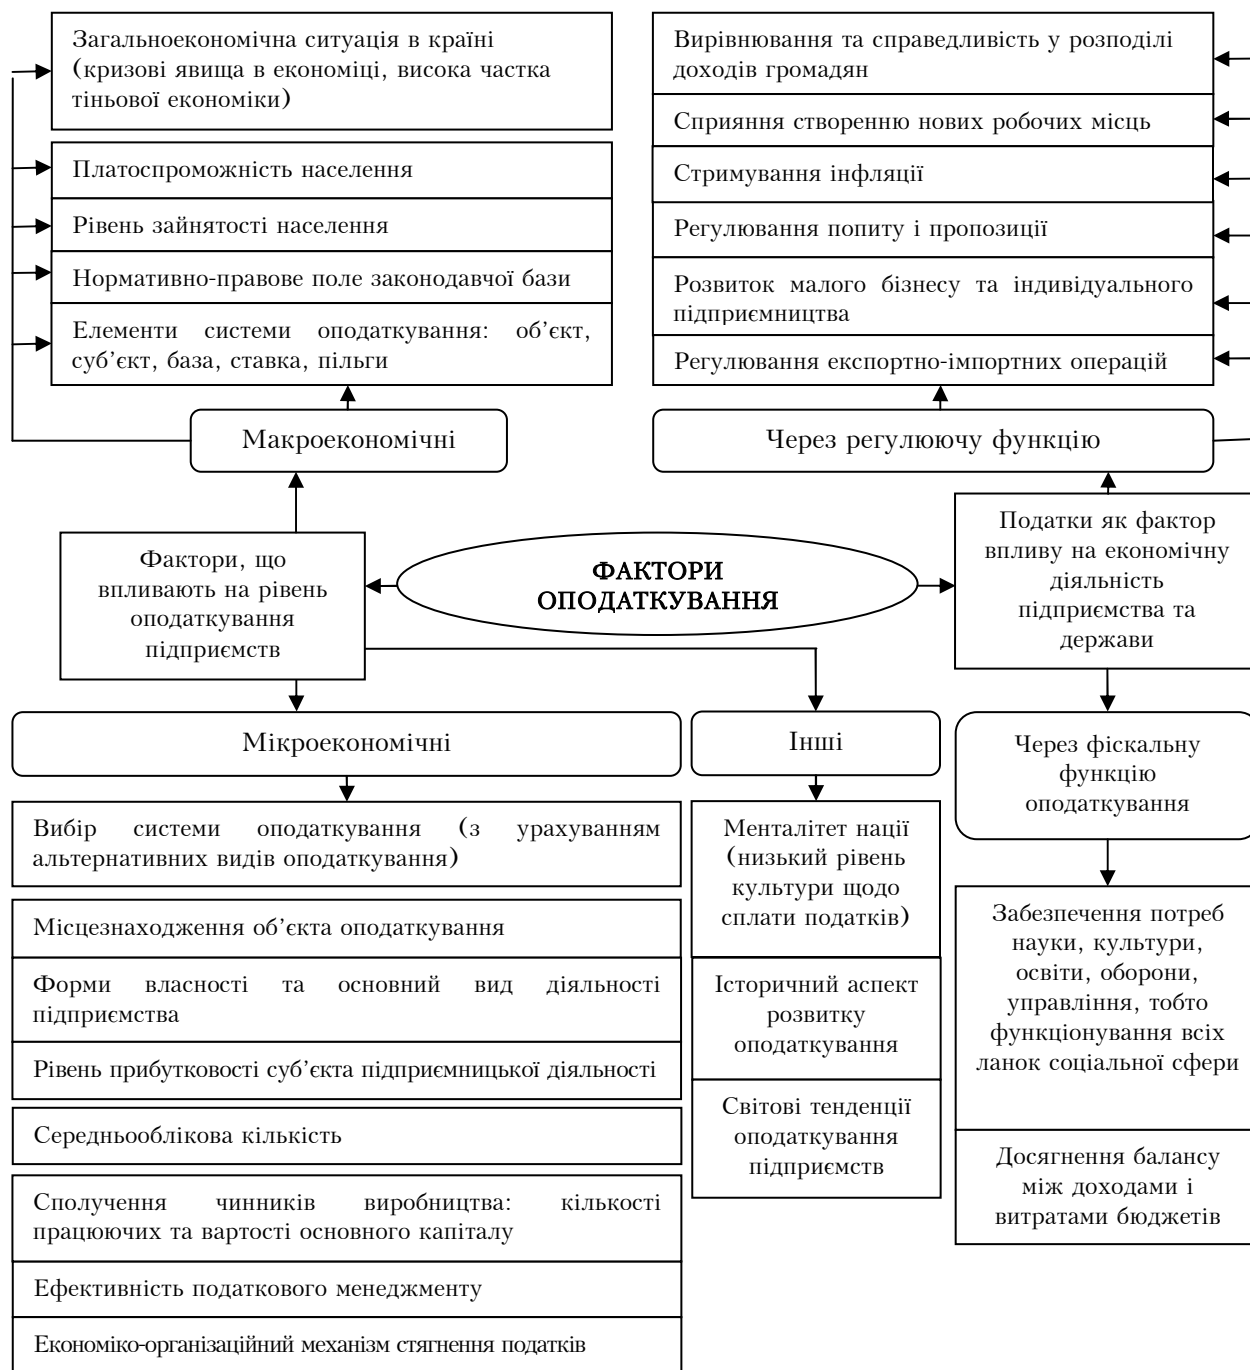 Загальноекономічна ситуація в країні
(кризові явища в економіці, висока частка
тіньової економіки)
Платоспроможність населення
Рівень зайнятості населення
Нормативно-правове поле законодавчої бази
Елементи системи оподаткування: об’єкт,
суб’єкт, база, ставка, пільги
Макроекономічні
Вирівнювання та справедливість у розподілі
доходів громадян
Сприяння створенню нових робочих місць
Стримування інфляції
Регулювання попиту і пропозиції
Розвиток малого бізнесу та індивідуального
підприємництва
Регулювання експортно-імпортних операцій
Через регулюючу функцію
Фактори, що
впливають на рівень
оподаткування
підприємств
ФАКТОРИ
ОПОДАТКУВАННЯ
Податки як фактор
впливу на економічну
діяльність
підприємства та
держави
Мікроекономічні
Вибір системи оподаткування (з урахуванням
альтернативних видів оподаткування)
Місцезнаходження об’єкта оподаткування
Форми власності та основний вид діяльності
підприємства
Рівень прибутковості суб’єкта підприємницької діяльності
Середньооблікова кількість
Сполучення чинників виробництва: кількості
працюючих та вартості основного капіталу
Ефективність податкового менеджменту
Економіко-організаційний механізм стягнення податків
Інші
Менталітет нації
(низький рівень
культури щодо
сплати податків)
Історичний аспект
розвитку
оподаткування
Світові тенденції
оподаткування
підприємств
Через фіскальну
функцію
оподаткування
Забезпечення потреб
науки, культури,
освіти, оборони,
управління, тобто
функціонування всіх
ланок соціальної сфери
Досягнення балансу
між доходами і
витратами бюджетів